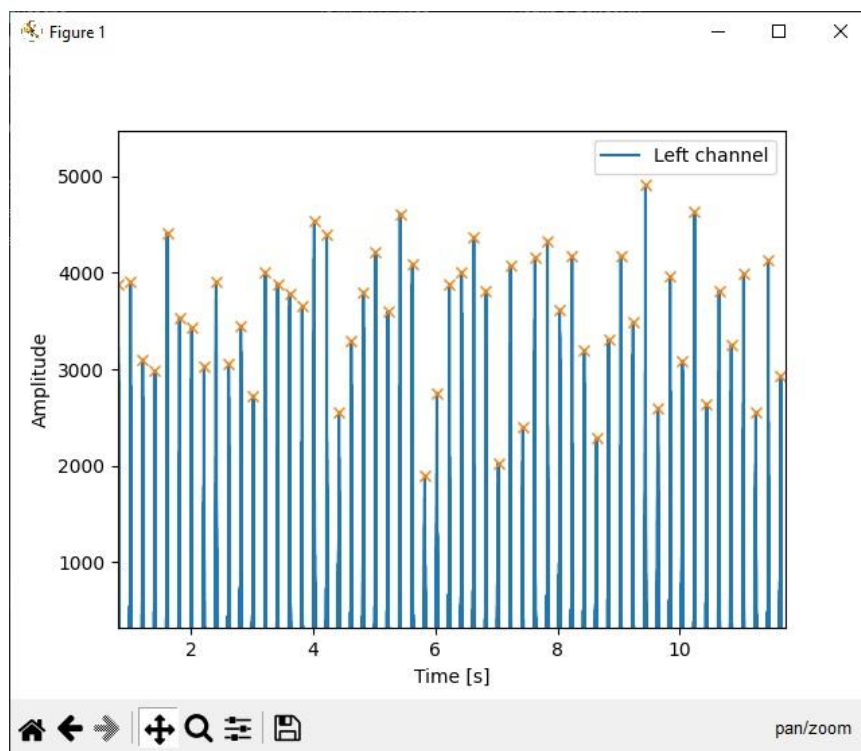 Figure 1
Left channel
5000
4000
3000
2000
1000
Amplitude
2 4 6 8 10
Time [s]
pan/zoom